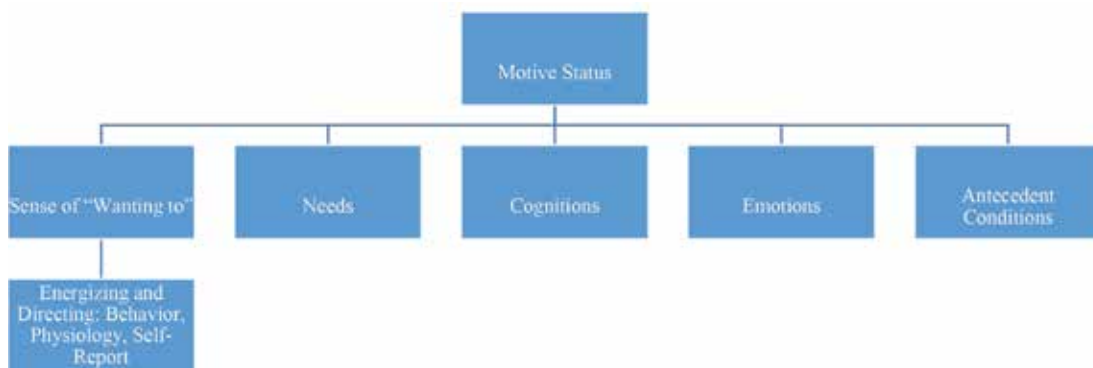 Motive Status
Sense of “Wanting to”
Needs
Cognitions
Emotions
Antecedent
Conditions
Energizing and
Directing: Behavior,
Physiology, Self-
Report